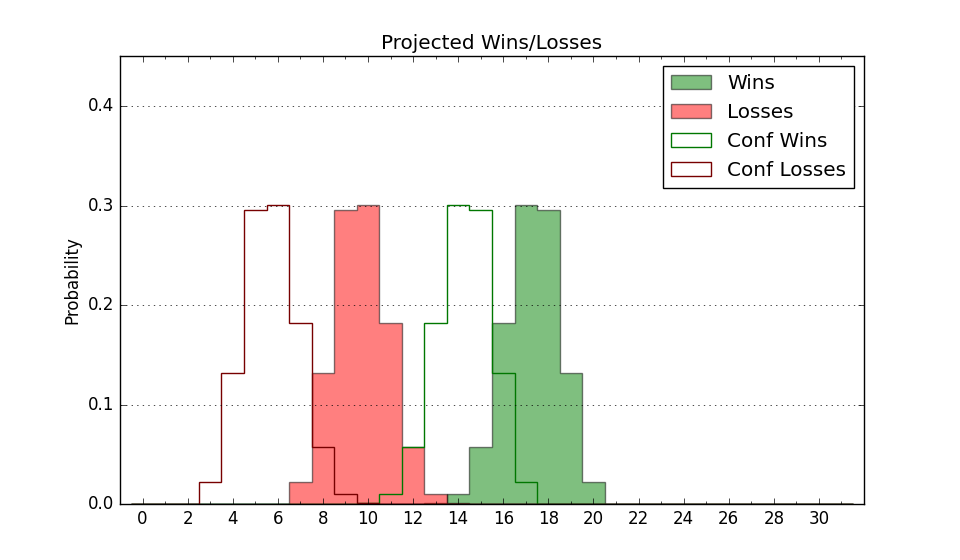 Projected Wins/Losses
Wins
Losses
Conf Wins
Conf Losses
Probability
0.4
0.3
0.2
0.1
0.0
0 2 4 6 8 10 12 14 16 18 20 22 24 26 28 30